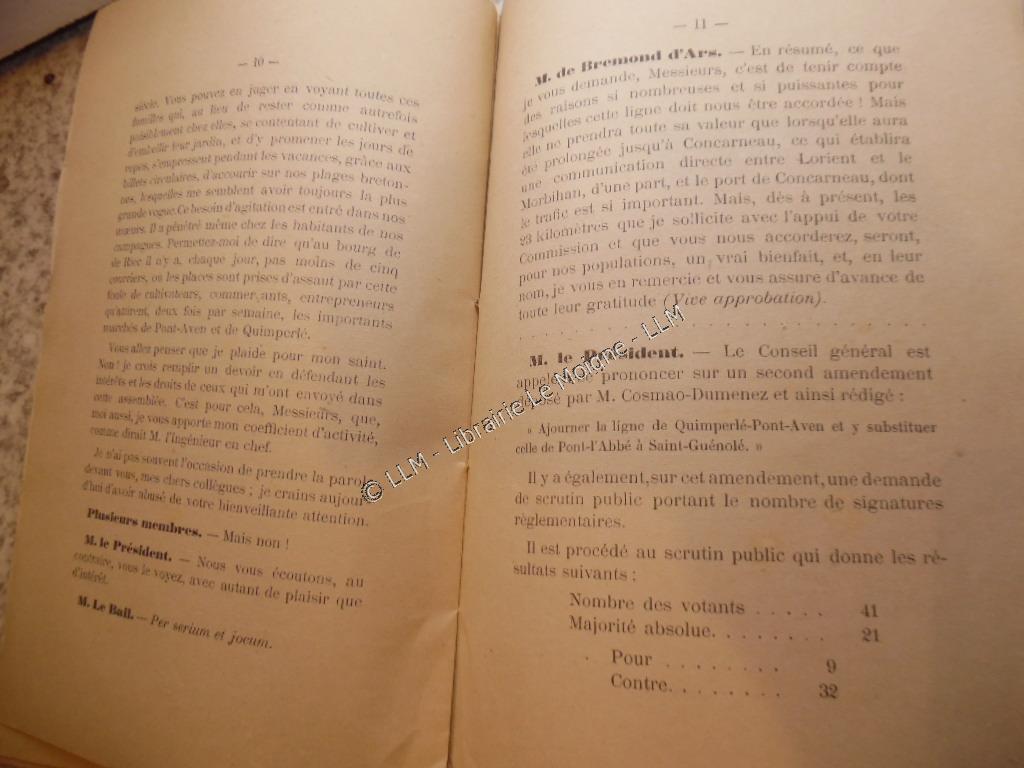 — 10 —
siècle. Vous pouvez en juger en voyant toutes ces
familles qui, au lieu de rester comme autrefois
paisiblement chez elles, se contentant de cultiver et
d'embellir leur jardin, et d'y promener les jours de
repos, s'empressent pendant les vacances, grâce aux
billets circulaires, d'accourir sur nos plages breton-
nes, lesquelles me semblent avoir toujours la plus
grande vogue. Ce besoin d'agitation est entré dans nos
mœurs. Il a pénétré même chez les habitants de nos
campagnes. Permettez-moi de dire qu'au bourg de
de Riec il n'y a, chaque jour, pas moins de cinq
courriers, où les places sont prises d'assaut par cette
foule de cultivateurs, commerçants, entrepreneurs
qu'attirent, deux fois par semaine, les importants
marchés de Pont-Aven et de Quimperlé.
Vous allez penser que je plaide pour mon saint.
Non ! je crois remplir un devoir en défendant les
intérêts et les droits de ceux qui m'ont envoyé dans
cette assemblée. C'est pour cela, Messieurs, que,
moi aussi, je vous apporte mon coefficient d'activité,
comme dirait M. l'Ingénieur en chef.
Je n'ai pas souvent l'occasion de prendre la parole
devant vous, mes chers collègues ; je crains aujour-
d'hui d'avoir abusé de votre bienveillante attention.
Plusieurs membres. — Mais non !
M. le Président. — Nous vous écoutons, au
contraire, vous le voyez, avec autant de plaisir que
d'intérêt.
M. Le Bail. — Per serium et jocum.
— 11 —
M. de Bremond d'Ars. — En résumé, ce que
je vous demande, Messieurs, c'est de tenir compte
des raisons si nombreuses et si puissantes pour
lesquelles cette ligne doit nous être accordée ! Mais
elle ne prendra toute sa valeur que lorsqu'elle aura
été prolongée jusqu'à Concarneau, ce qui établira
une communication directe entre Lorient et le
Morbihan, d'une part, et le port de Concarneau, dont
le trafic est si important. Mais, dès à présent, les
23 kilomètres que je sollicite avec l'appui de votre
Commission et que vous nous accorderez, seront,
pour nos populations, un vrai bienfait, et, en leur
nom, je vous en remercie et vous assure d'avance de
toute leur gratitude (Vive approbation).
. . . . . . . . . . . . . . . . . . . .
M. le Président. — Le Conseil général est
appelé à se prononcer sur un second amendement
déposé par M. Cosmao-Dumenez et ainsi rédigé :
« Ajourner la ligne de Quimperlé-Pont-Aven et y substituer
celle de Pont-l'Abbé à Saint-Guénolé. »
Il y a également, sur cet amendement, une demande
de scrutin public portant le nombre de signatures
règlementaires.
Il est procédé au scrutin public qui donne les ré-
sultats suivants :
Nombre des votants . . . . . 41
Majorité absolue. . . . . . . . 21
Pour . . . . . . . . 9
Contre. . . . . . . . 32
© LLM - Librairie Le Moigne - LLM